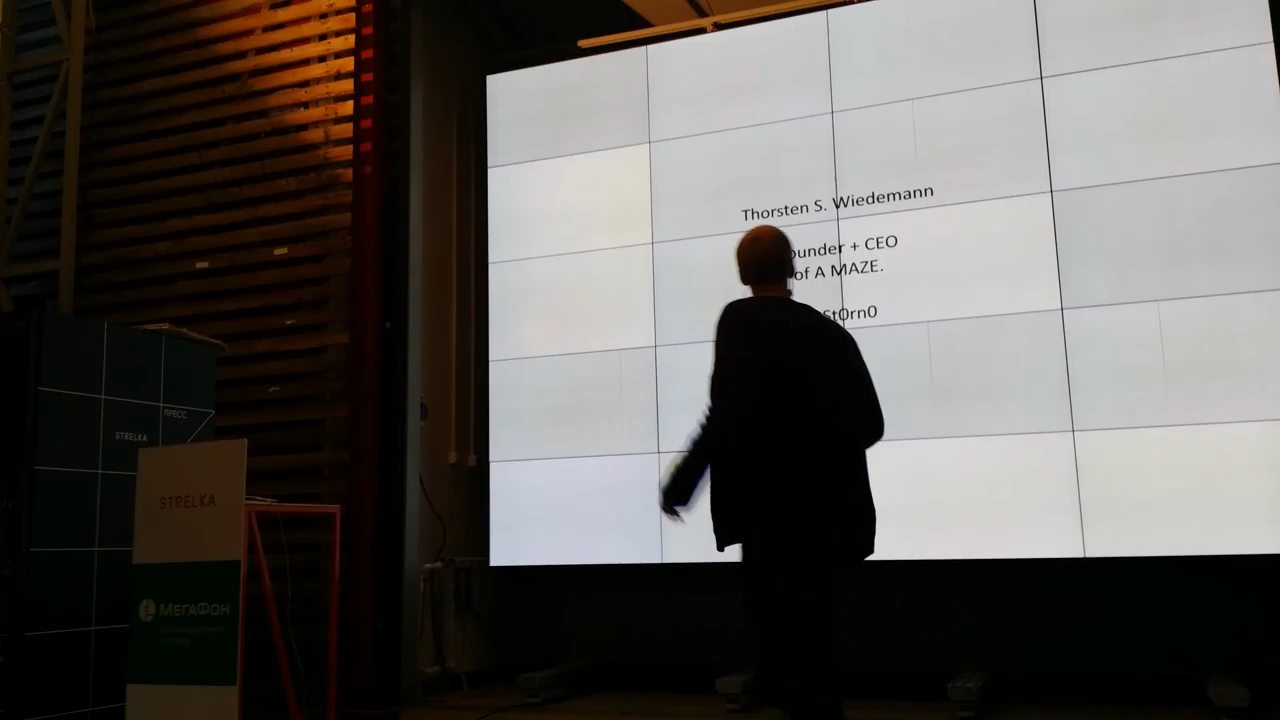 Thorsten S. Wiedemann
ounder + CEO
of A MAZE.
St0rn0
ПРЕСС
STRELKA
STRELKA
МЕГАФОН